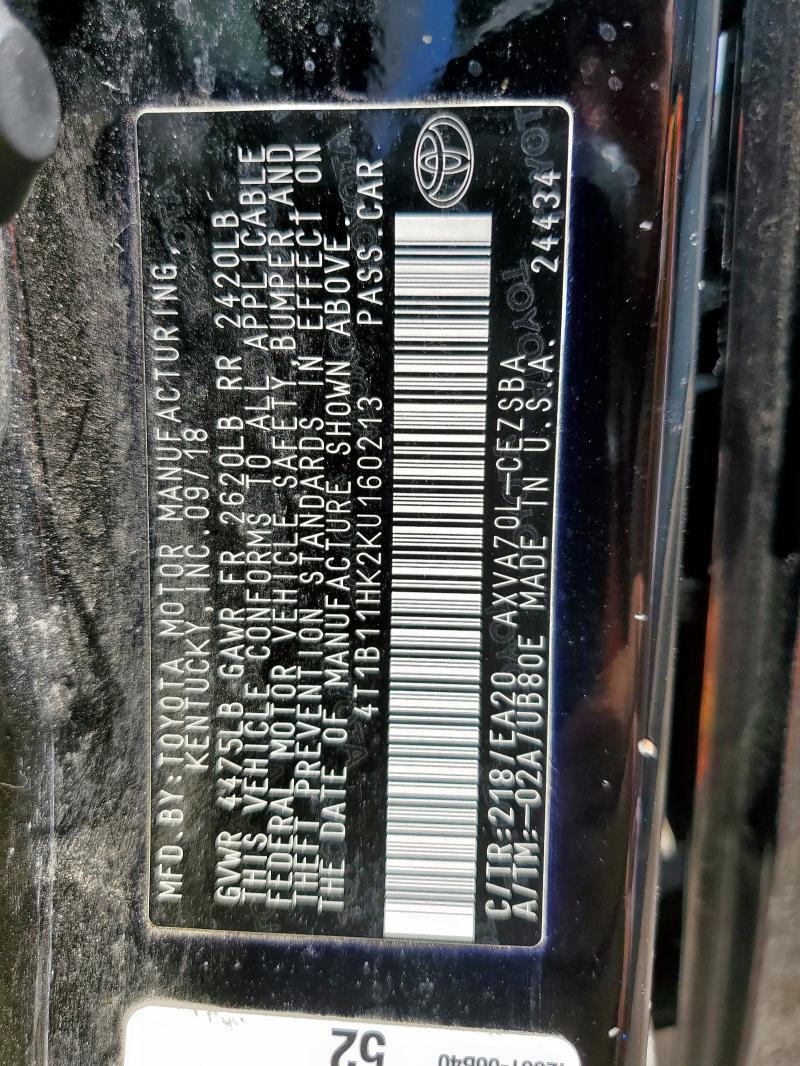 MFD.BY:TOYOTA MOTOR MANUFACTURING,
KENTUCKY,INC.09/18
GVWR 4475LB GAWR FR 2620LB RR 2420LB
THIS VEHICLE CONFORMS TO ALL APPLICABLE
FEDERAL MOTOR VEHICLE SAFETY BUMPER AND
THEFT PREVENTION STANDARDS IN EFFECT ON
THE DATE OF MANUFACTURE SHOWN ABOVE.
4T1B11HK2KU160213 PASS.CAR
C/TR:218/EA20 AXVA70L-CEZSBA
A/TM:-02A/UB80E MADE IN U.S.A. 24434
52